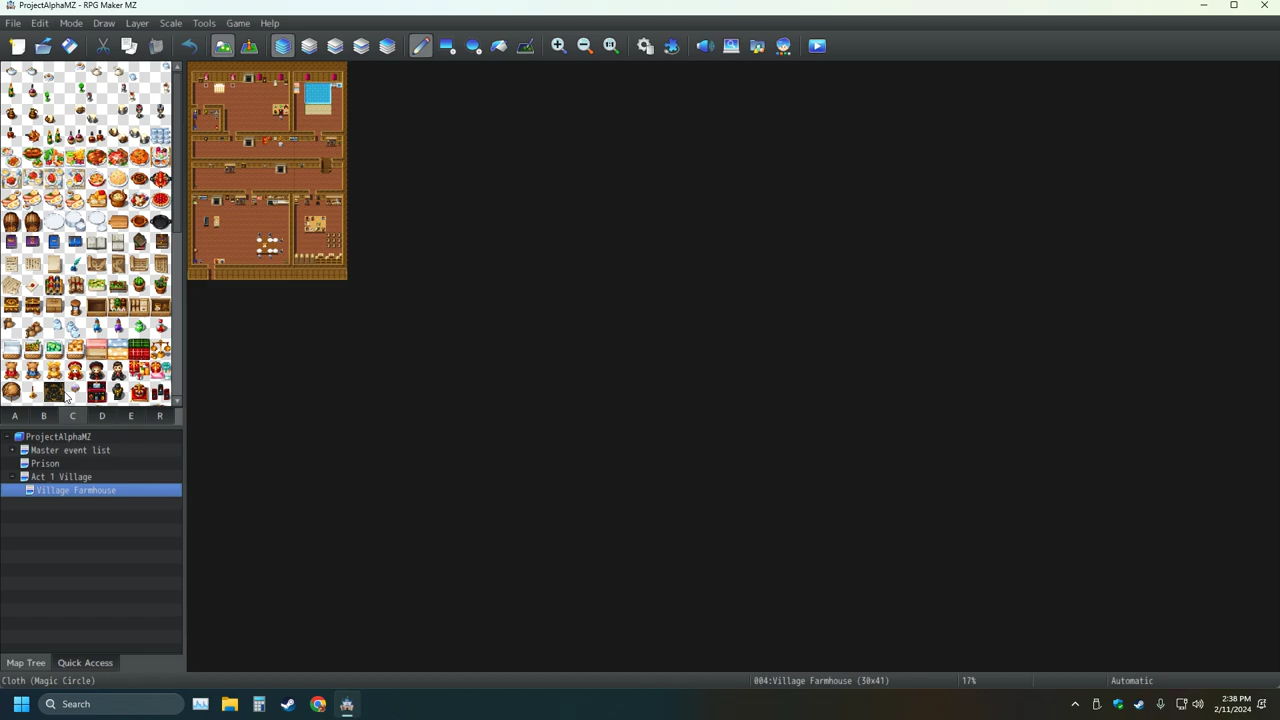 ProjectAlphaMZ - RPG Maker MZ
File Edit Mode Draw Layer Scale Tools Game Help
A B C D E R
ProjectAlphaMZ
Master event list
Prison
Act 1 Village
Village Farmhouse
Map Tree Quick Access
Cloth (Magic Circle) 004:Village Farmhouse (30x41) 17% Automatic
Search
2:38 PM
2/11/2024